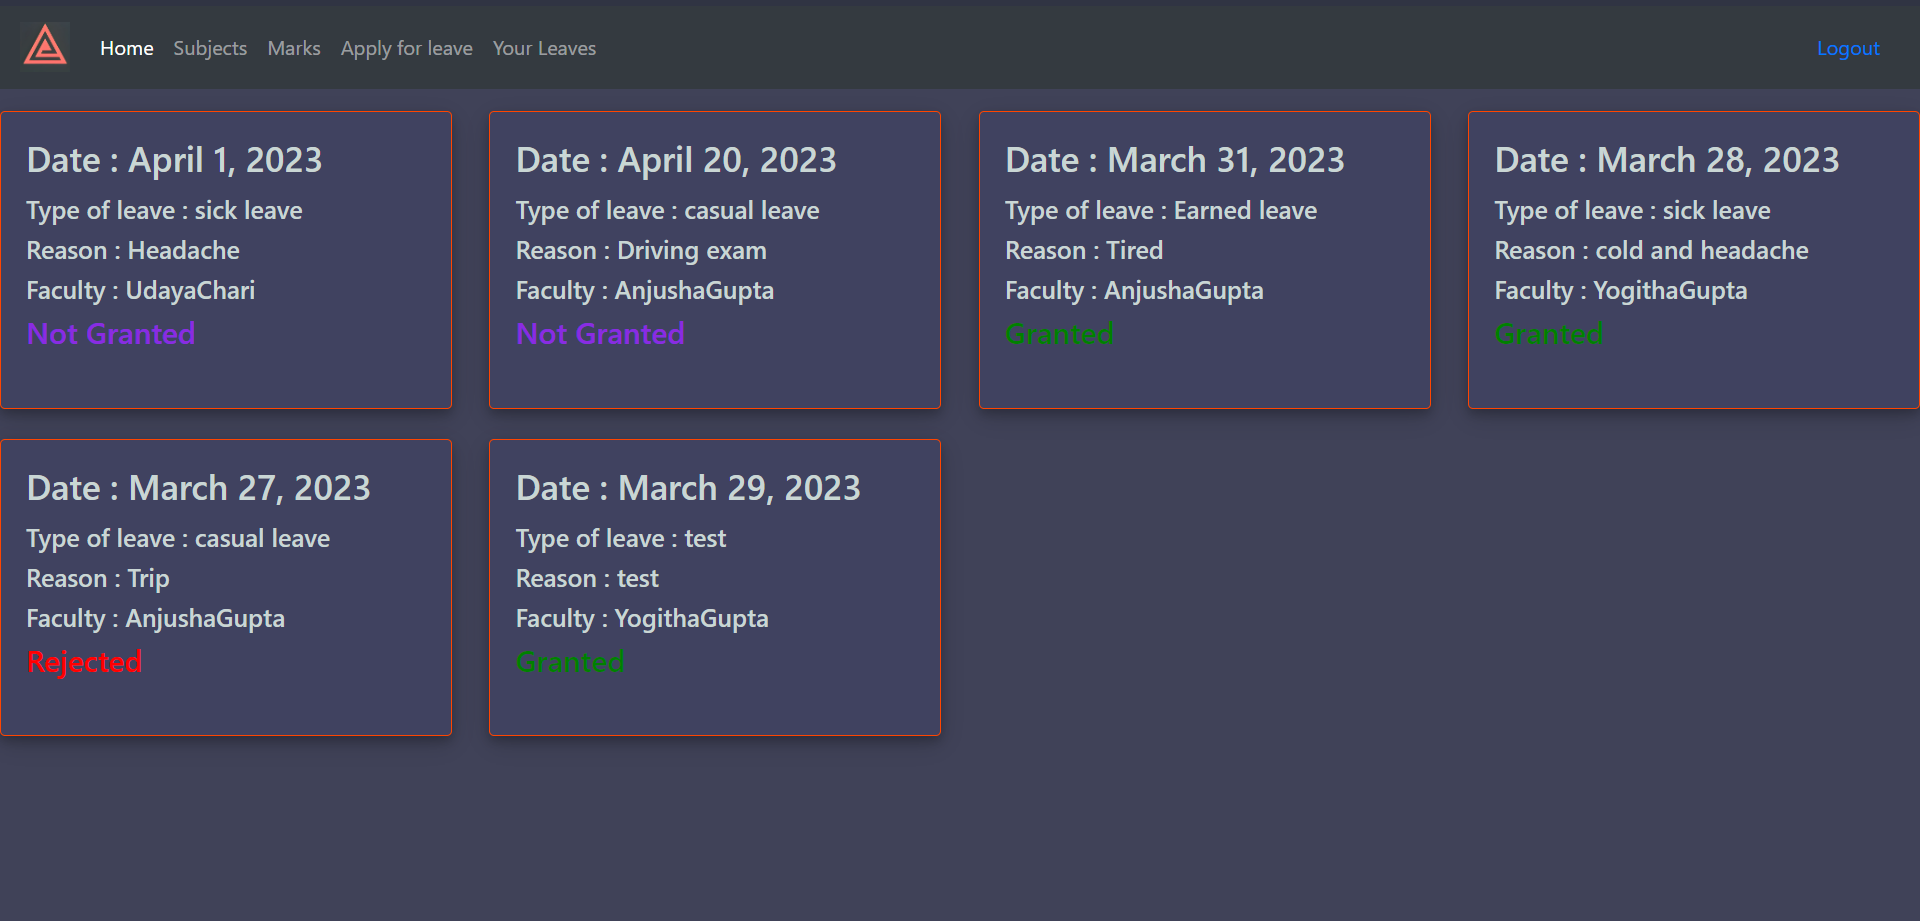 Home Subjects Marks Apply for leave Your Leaves Logout
Date : April 1, 2023
Type of leave : sick leave
Reason : Headache
Faculty : UdayaChari
Not Granted
Date : April 20, 2023
Type of leave : casual leave
Reason : Driving exam
Faculty : AnjushaGupta
Not Granted
Date : March 31, 2023
Type of leave : Earned leave
Reason : Tired
Faculty : AnjushaGupta
Granted
Date : March 28, 2023
Type of leave : sick leave
Reason : cold and headache
Faculty : YogithaGupta
Granted
Date : March 27, 2023
Type of leave : casual leave
Reason : Trip
Faculty : AnjushaGupta
Rejected
Date : March 29, 2023
Type of leave : test
Reason : test
Faculty : YogithaGupta
Granted